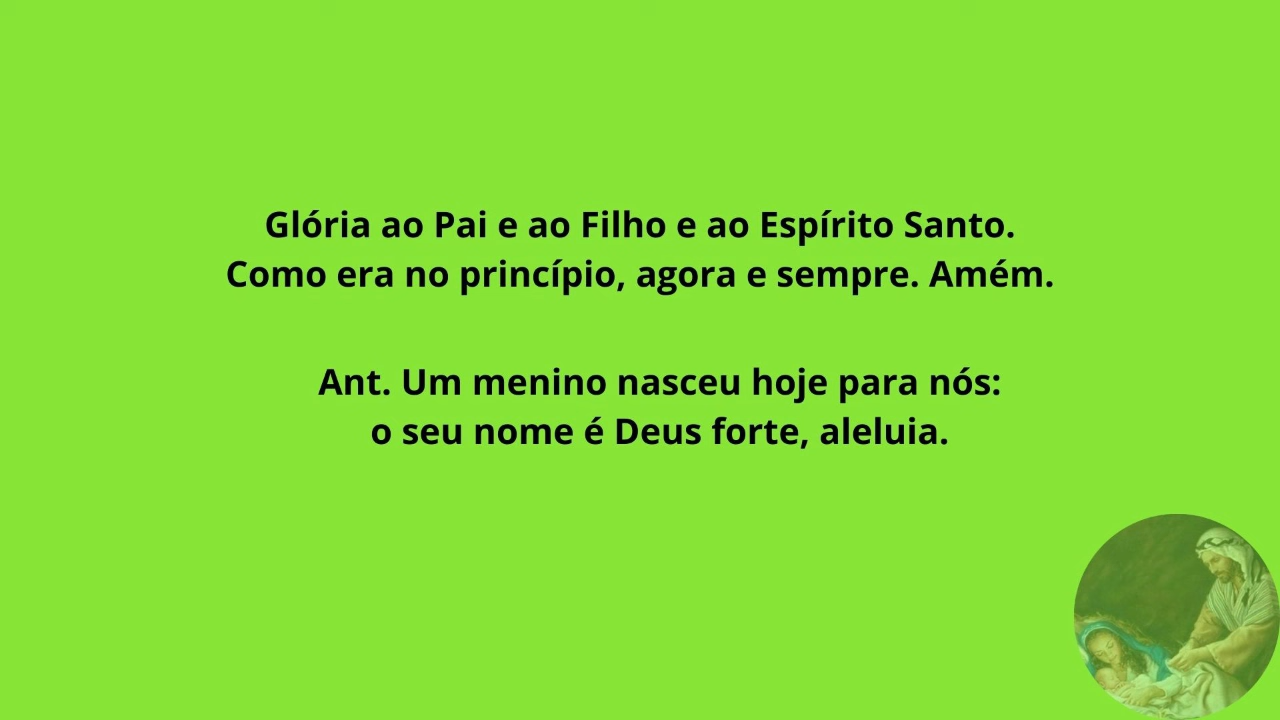 Glória ao Pai e ao Filho e ao Espírito Santo.
Como era no princípio, agora e sempre. Amém.
Ant. Um menino nasceu hoje para nós:
o seu nome é Deus forte, aleluia.